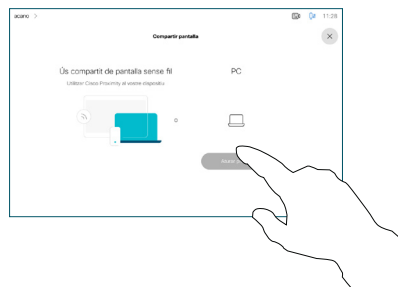 acano >
11:28
Compartir pantalla
Ús compartit de pantalla sense fil
Utilitzar Cisco Proximity al vostre dispositiu
o
PC